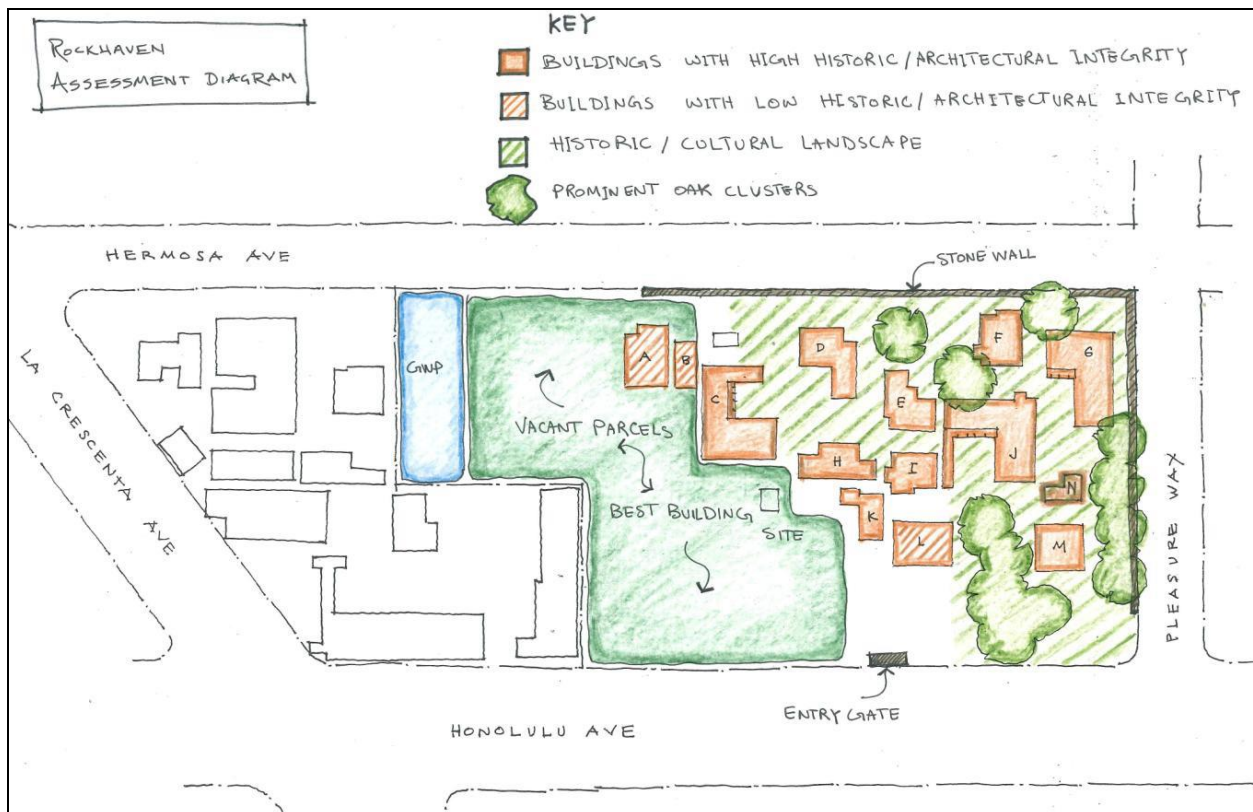 ROCKHAVEN
ASSESSMENT DIAGRAM
KEY
BUILDINGS WITH HIGH HISTORIC/ARCHITECTURAL INTEGRITY
BUILDINGS WITH LOW HISTORIC/ARCHITECTURAL INTEGRITY
HISTORIC / CULTURAL LANDSCAPE
PROMINENT OAK CLUSTERS
HERMOSA AVE
STONE WALL
LA CRESCENTA AVE
GWP
VACANT PARCELS
BEST BUILDING
SITE
A
B
C
D
E
F
G
H
I
J
K
L
M
N
PLEASURE WAY
ENTRY GATE
HONOLULU AVE